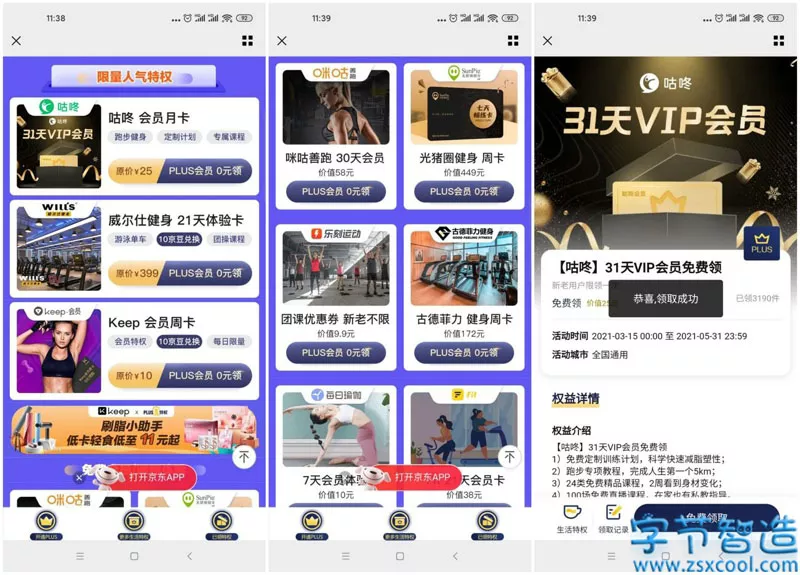 11:38
92
限量人气特权
咕咚
31天VIP会员
咕咚 会员月卡
跑步健身 定制计划 专属课程
原价¥25 PLUS会员 0元领
WILL'S
威尔仕健身
WILL'S
威尔仕健身 21天体验卡
游泳单车 10京豆兑换 团操课程
原价¥399 PLUS会员 0元领
keep·会员
Keep 会员周卡
会员特权 10京豆兑换 每日限量
原价¥10 PLUS会员 0元领
keep × PLUS
刷脂小助手
低卡轻食低至 11元起
打开京东APP
咪咕善跑
SunPig
开通PLUS 更多生活特权 已领特权
11:39
92
咪咕善跑
SunPig
七天
锻练卡
咪咕善跑 30天会员
价值58元
PLUS会员 0元领
光猪圈健身 周卡
价值449元
PLUS会员 0元领
乐刻运动
古德菲力健身
GOOD FEELING FITNESS
团课优惠券 新老不限
价值9.9元
PLUS会员 0元领
古德菲力 健身周卡
价值172元
PLUS会员 0元领
每日瑜咖
Fit
7天会员体
价值10元
天会员卡
价值38元
打开京东APP
开通PLUS 更多生活特权 已领特权
11:39
92
咕咚
31天VIP会员
PLUS
【咕咚】31天VIP会员免费领
新老用户限领一
免费领 价值25
已领3190件
恭喜,领取成功
活动时间 2021-03-15 00:00 至 2021-05-31 23:59
活动城市 全国通用
权益详情
权益介绍
【咕咚】31天VIP会员免费领
1）免费定制训练计划，科学快速减脂塑性；
2）跑步专项教程，完成人生第一个5km；
3）24类免费精品课程，2周看到身材变化；
4）100场免费直播课程，在家也有私教指导。
生活特权 领取记录 免费领取
字节智造
www.zsxcool.com